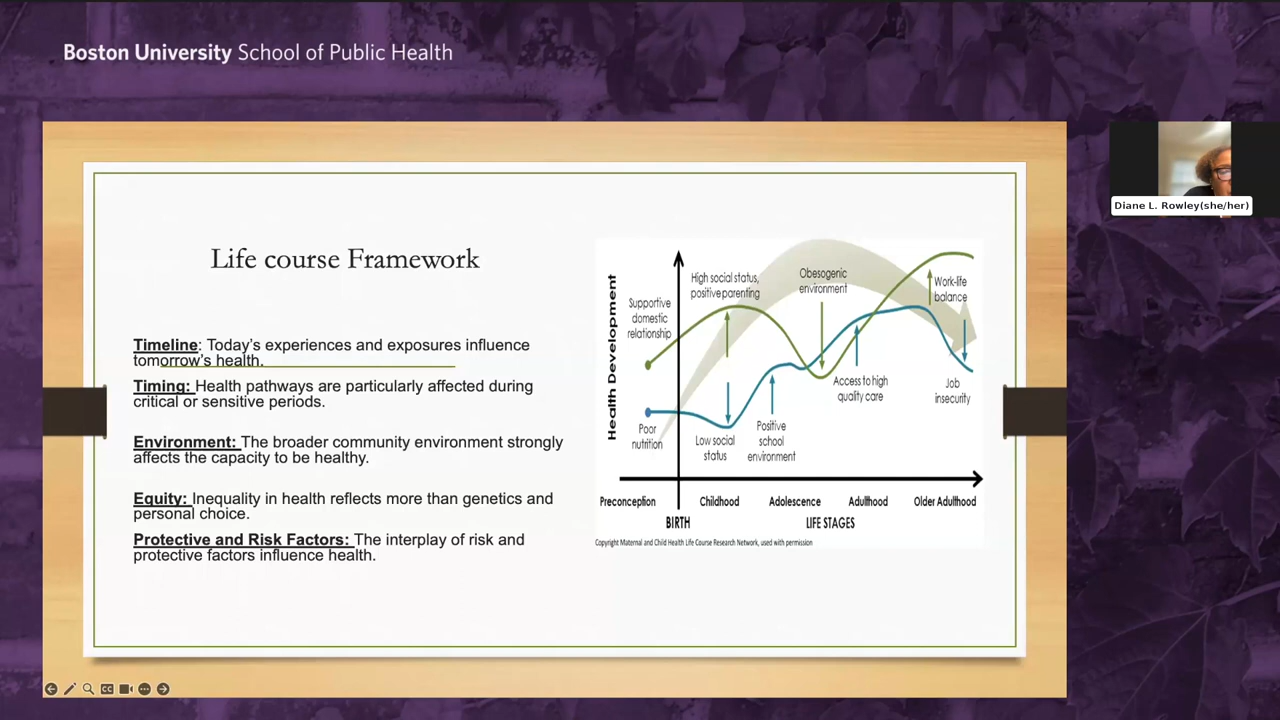 Boston University School of Public Health
Diane L. Rowley(she/her)
Life course Framework
Timeline: Today's experiences and exposures influence
tomorrow's health.
Timing: Health pathways are particularly affected during
critical or sensitive periods.
Environment: The broader community environment strongly
affects the capacity to be healthy.
Equity: Inequality in health reflects more than genetics and
personal choice.
Protective and Risk Factors: The interplay of risk and
protective factors influence health.
Health Development
Supportive
domestic
relationship
High social status,
positive parenting
Obesogenic
environment
Work-life
balance
Poor
nutrition
Low social
status
Positive
school
environment
Access to high
quality care
Job
insecurity
Preconception
Childhood
Adolescence
Adulthood
Older Adulthood
BIRTH
LIFE STAGES
Copyright Maternal and Child Health Life Course Research Network, used with permission
CC